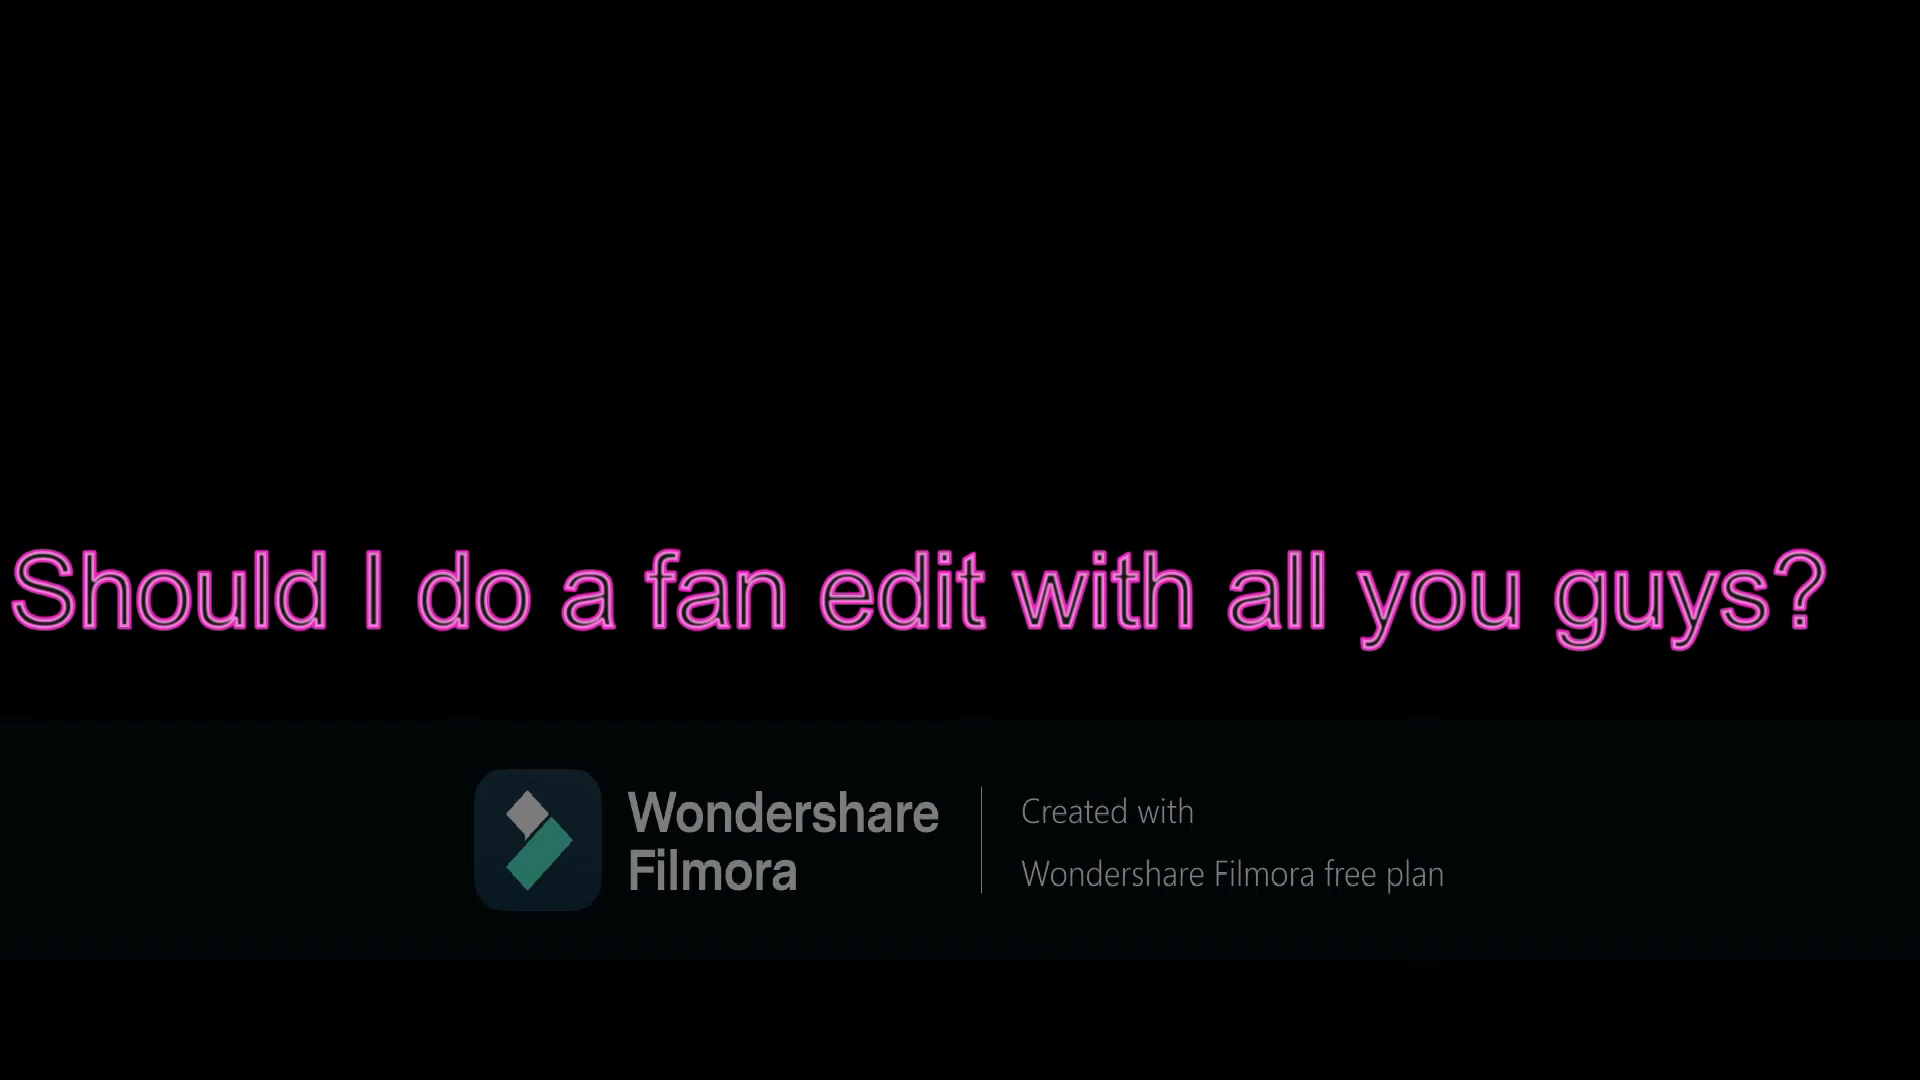 Should I do a fan edit with all you guys?
Wondershare
Filmora
Created with
Wondershare Filmora free plan